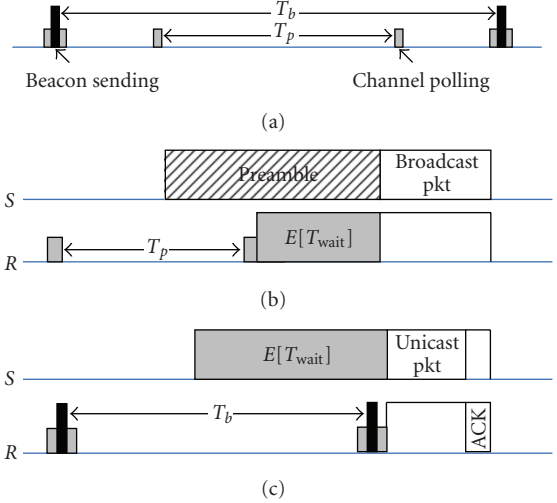 T_b
T_p
Beacon sending
Channel polling
(a)
Preamble
Broadcast
pkt
S
E[T_wait]
T_p
R
(b)
E[T_wait]
Unicast
pkt
S
T_b
ACK
R
(c)